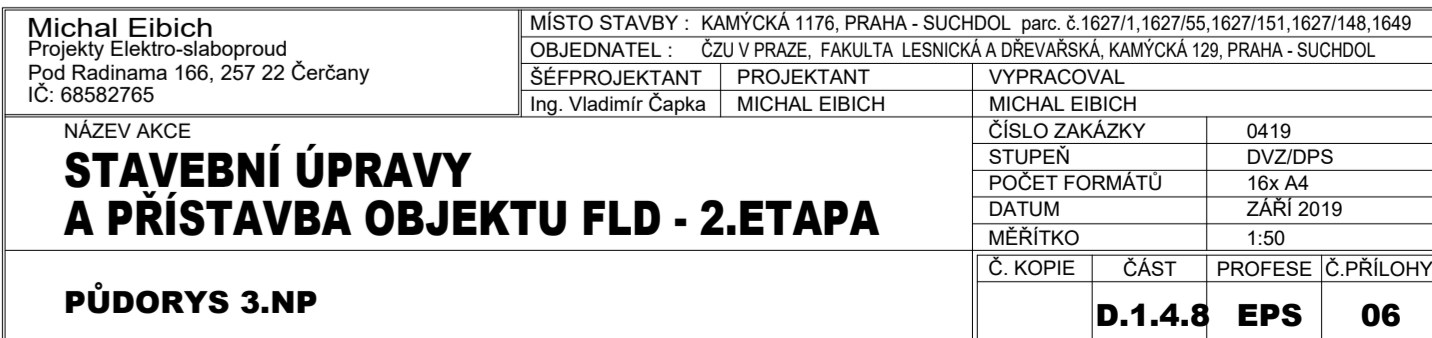 Michal Eibich
Projekty Elektro-slaboproud
Pod Radinama 166, 257 22 Čerčany
IČ: 68582765
MÍSTO STAVBY : KAMÝCKÁ 1176, PRAHA - SUCHDOL parc. č.1627/1,1627/55,1627/151,1627/148,1649
OBJEDNATEL : ČZU V PRAZE, FAKULTA LESNICKÁ A DŘEVAŘSKÁ, KAMÝCKÁ 129, PRAHA - SUCHDOL
ŠÉFPROJEKTANT PROJEKTANT VYPRACOVAL
Ing. Vladimír Čapka MICHAL EIBICH MICHAL EIBICH
NÁZEV AKCE
STAVEBNÍ ÚPRAVY
A PŘÍSTAVBA OBJEKTU FLD - 2.ETAPA
ČÍSLO ZAKÁZKY 0419
STUPEŇ DVZ/DPS
POČET FORMÁTŮ 16x A4
DATUM ZÁŘÍ 2019
MĚŘÍTKO 1:50
PŮDORYS 3.NP
Č. KOPIE ČÁST PROFESE Č.PŘÍLOHY
D.1.4.8 EPS 06